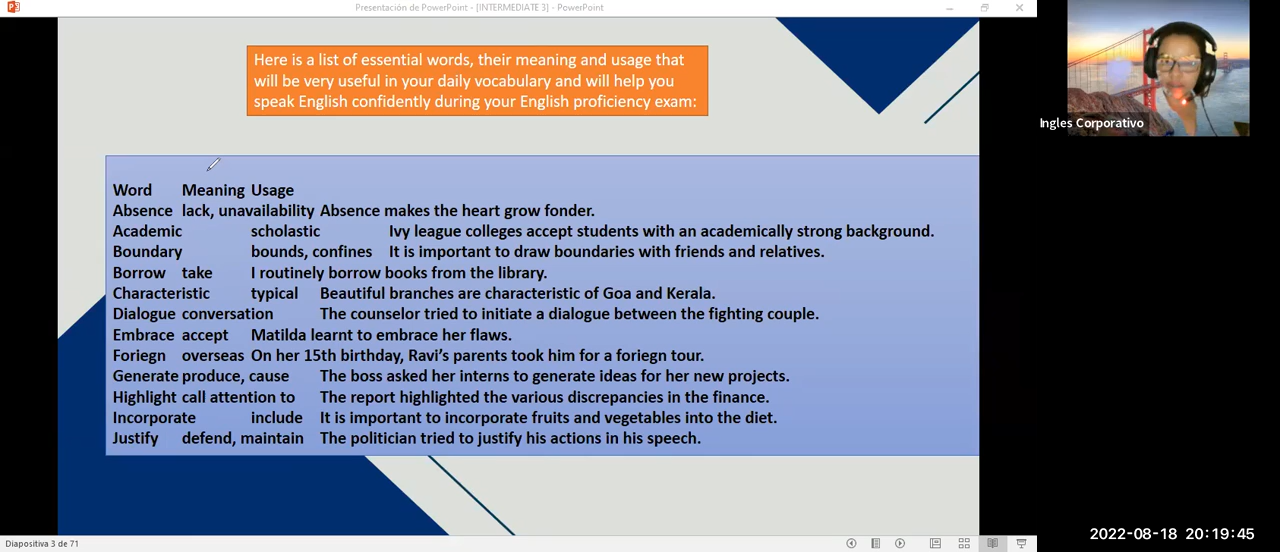 Presentación de PowerPoint - [INTERMEDIATE 3] - PowerPoint
Here is a list of essential words, their meaning and usage that
will be very useful in your daily vocabulary and will help you
speak English confidently during your English proficiency exam:
Word Meaning Usage
Absence lack, unavailability Absence makes the heart grow fonder.
Academic scholastic Ivy league colleges accept students with an academically strong background.
Boundary bounds, confines It is important to draw boundaries with friends and relatives.
Borrow take I routinely borrow books from the library.
Characteristic typical Beautiful branches are characteristic of Goa and Kerala.
Dialogue conversation The counselor tried to initiate a dialogue between the fighting couple.
Embrace accept Matilda learnt to embrace her flaws.
Foriegn overseas On her 15th birthday, Ravi's parents took him for a foriegn tour.
Generate produce, cause The boss asked her interns to generate ideas for her new projects.
Highlight call attention to The report highlighted the various discrepancies in the finance.
Incorporate include It is important to incorporate fruits and vegetables into the diet.
Justify defend, maintain The politician tried to justify his actions in his speech.
Diapositiva 3 de 71
Ingles Corporativo
2022-08-18 20:19:45